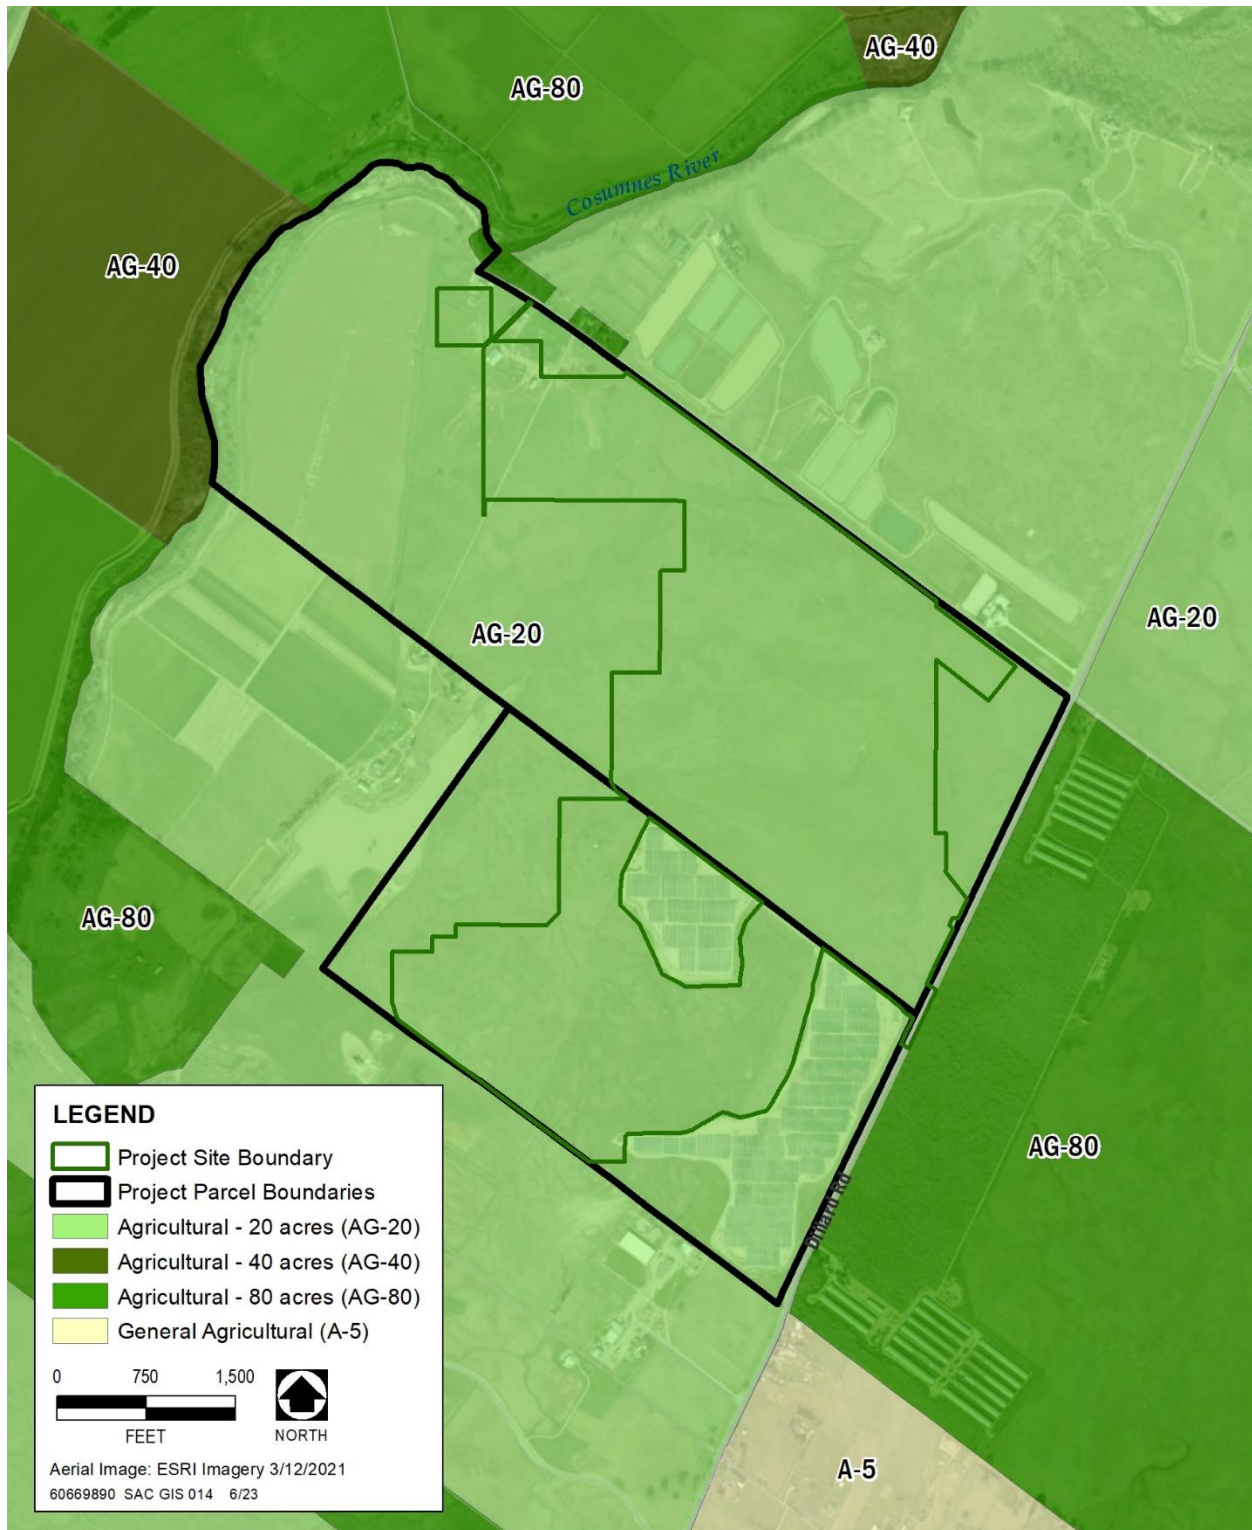 AG-40
AG-80
Cosumnes River
AG-40
AG-20
AG-20
AG-80
AG-80
Dillard Rd
A-5
LEGEND
Project Site Boundary
Project Parcel Boundaries
Agricultural - 20 acres (AG-20)
Agricultural - 40 acres (AG-40)
Agricultural - 80 acres (AG-80)
General Agricultural (A-5)
0 750 1,500
FEET
NORTH
Aerial Image: ESRI Imagery 3/12/2021
60669890 SAC GIS 014 6/23